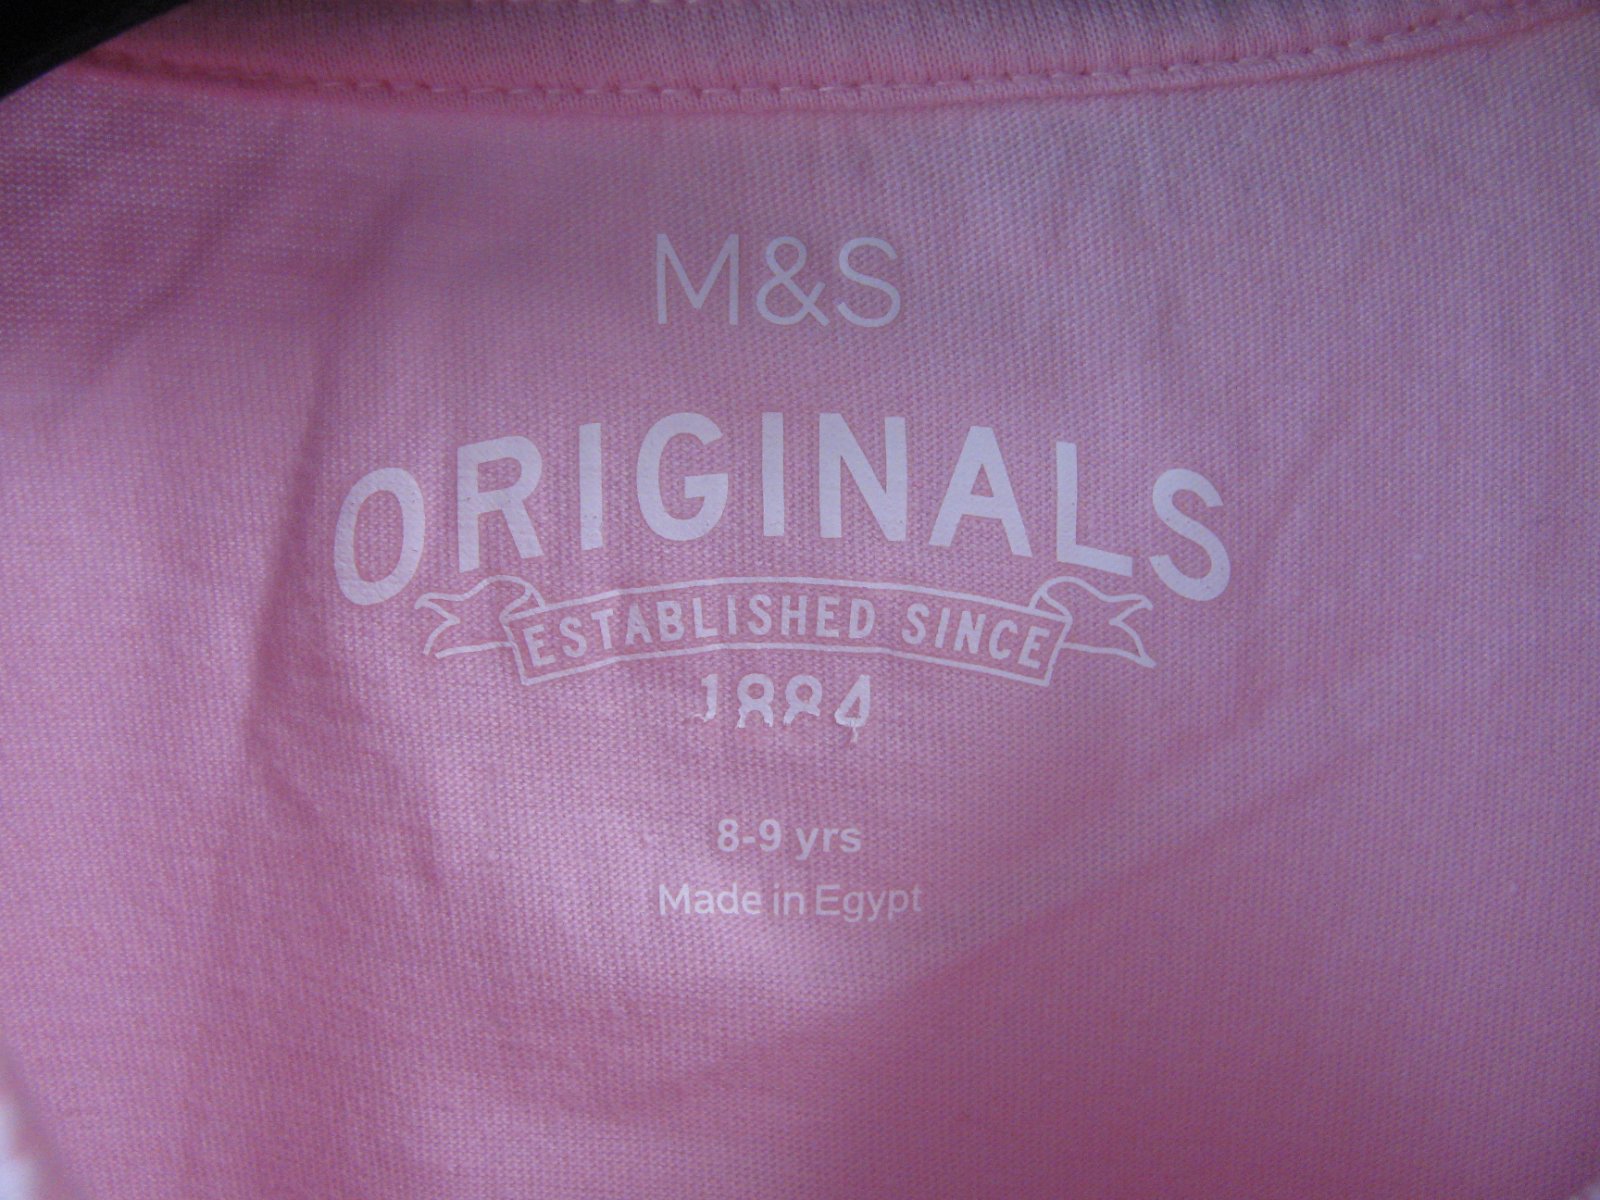 M&S
ORIGINALS
ESTABLISHED SINCE
1884
8-9 yrs
Made in Egypt